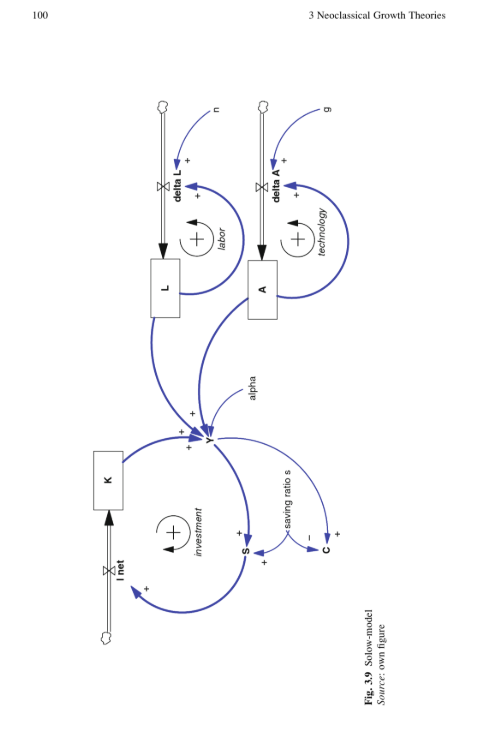 100
3 Neoclassical Growth Theories
n
g
delta L
+
+
delta A
+
+
+
labor
+
technology
L
A
alpha
+
+
+
Y
K
+
investment
I net
+
+
S
+
saving ratio s
–
C
+
Fig. 3.9 Solow-model
Source: own figure